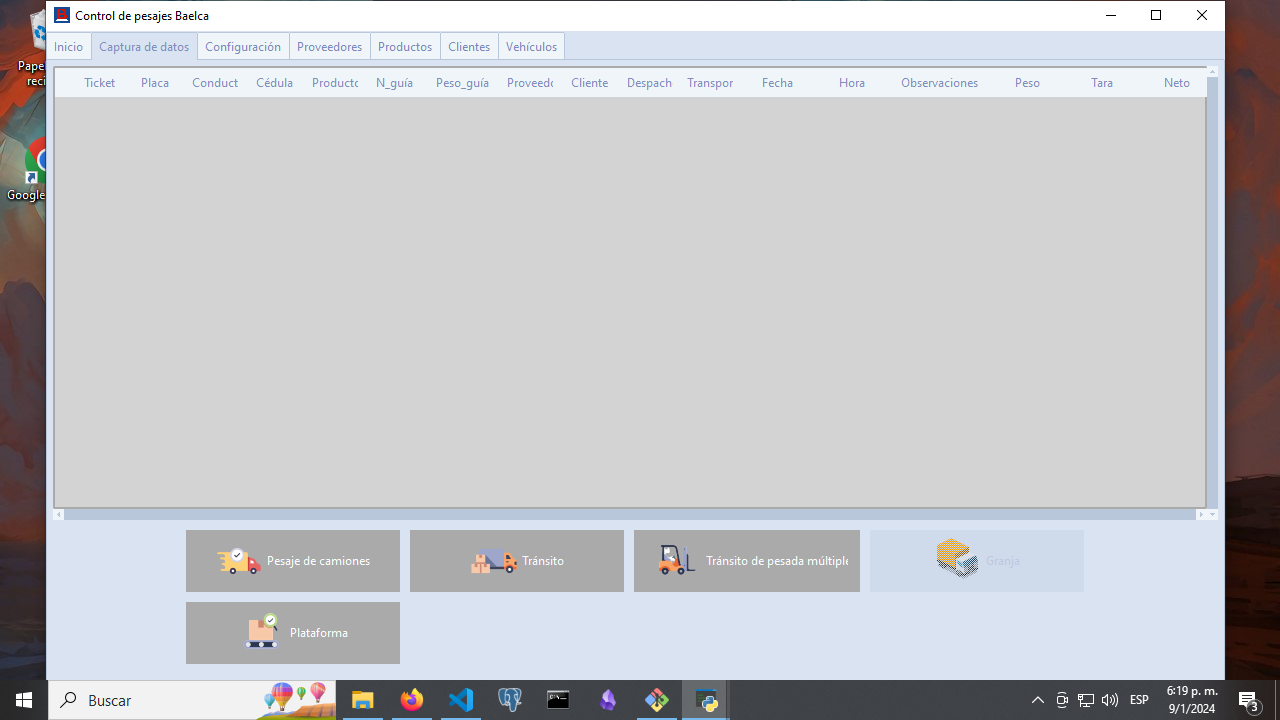 Control de pesajes Baelca
Inicio Captura de datos Configuración Proveedores Productos Clientes Vehículos
Ticket Placa Conduct Cédula Producto N_guía Peso_guía Proveedo Cliente Despach Transpor Fecha Hora Observaciones Peso Tara Neto
Pesaje de camiones Tránsito Tránsito de pesada múltiple Granja
Plataforma
Pape
reci
Google
Buscar
ESP
6:19 p. m.
9/1/2024
3